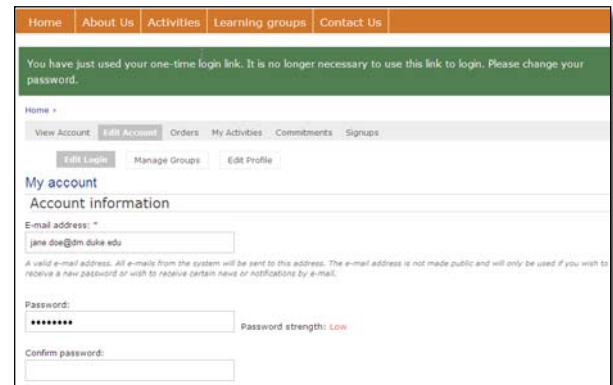 Home About Us Activities Learning groups Contact Us
You have just used your one-time login link. It is no longer necessary to use this link to login. Please change your
password.
Home ›
View Account Edit Account Orders My Activities Commitments Signups
Edit Login Manage Groups Edit Profile
My account
Account information
E-mail address: *
jane.doe@dm.duke.edu
A valid e-mail address. All e-mails from the system will be sent to this address. The e-mail address is not made public and will only be used if you wish to
receive a new password or wish to receive certain news or notifications by e-mail.
Password:
••••••••
Password strength: Low
Confirm password: